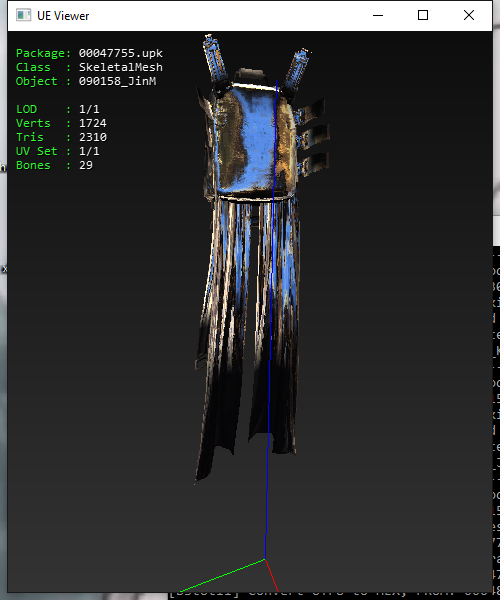 UE Viewer
Package: 00047755.upk
Class  : SkeletalMesh
Object : 090158_JinM
LOD    : 1/1
Verts  : 1724
Tris   : 2310
UV Set : 1/1
Bones  : 29